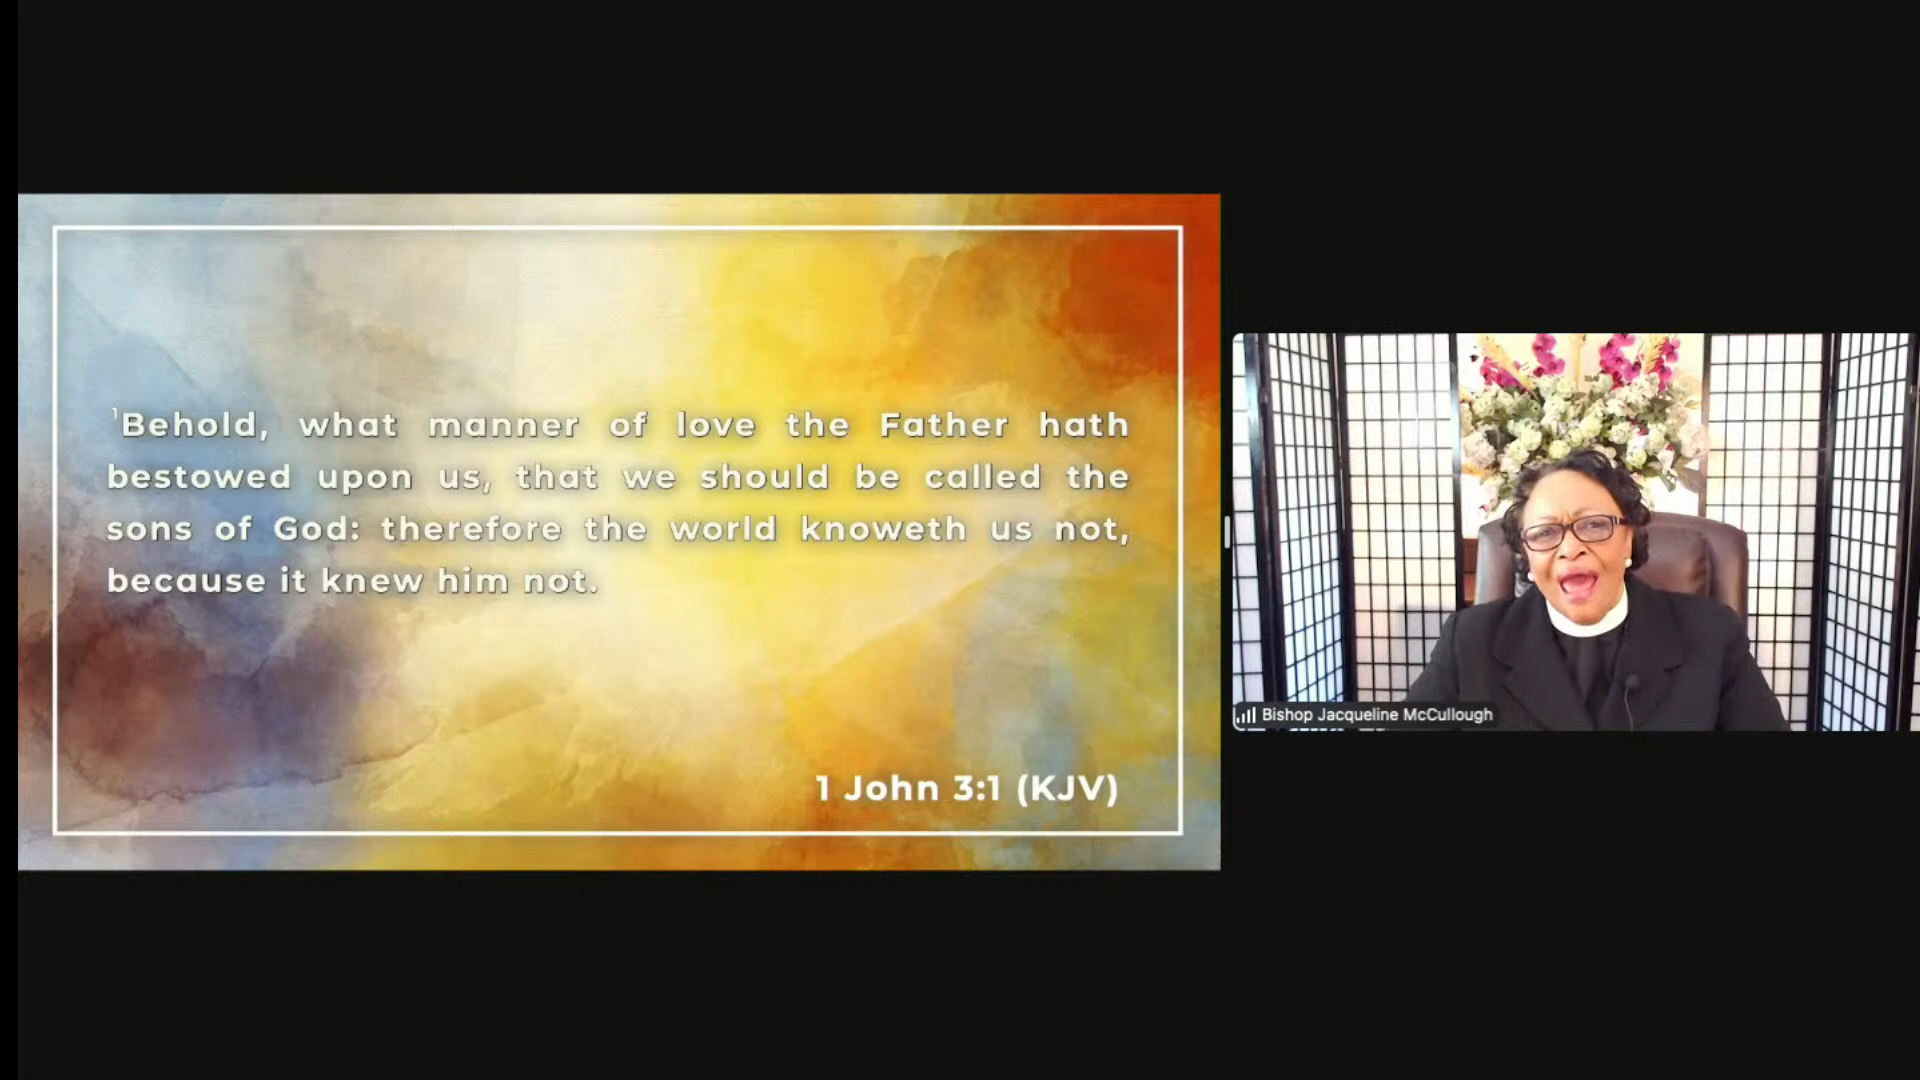 ¹Behold, what manner of love the Father hath
bestowed upon us, that we should be called the
sons of God: therefore the world knoweth us not,
because it knew him not.
1 John 3:1 (KJV)
Bishop Jacqueline McCullough